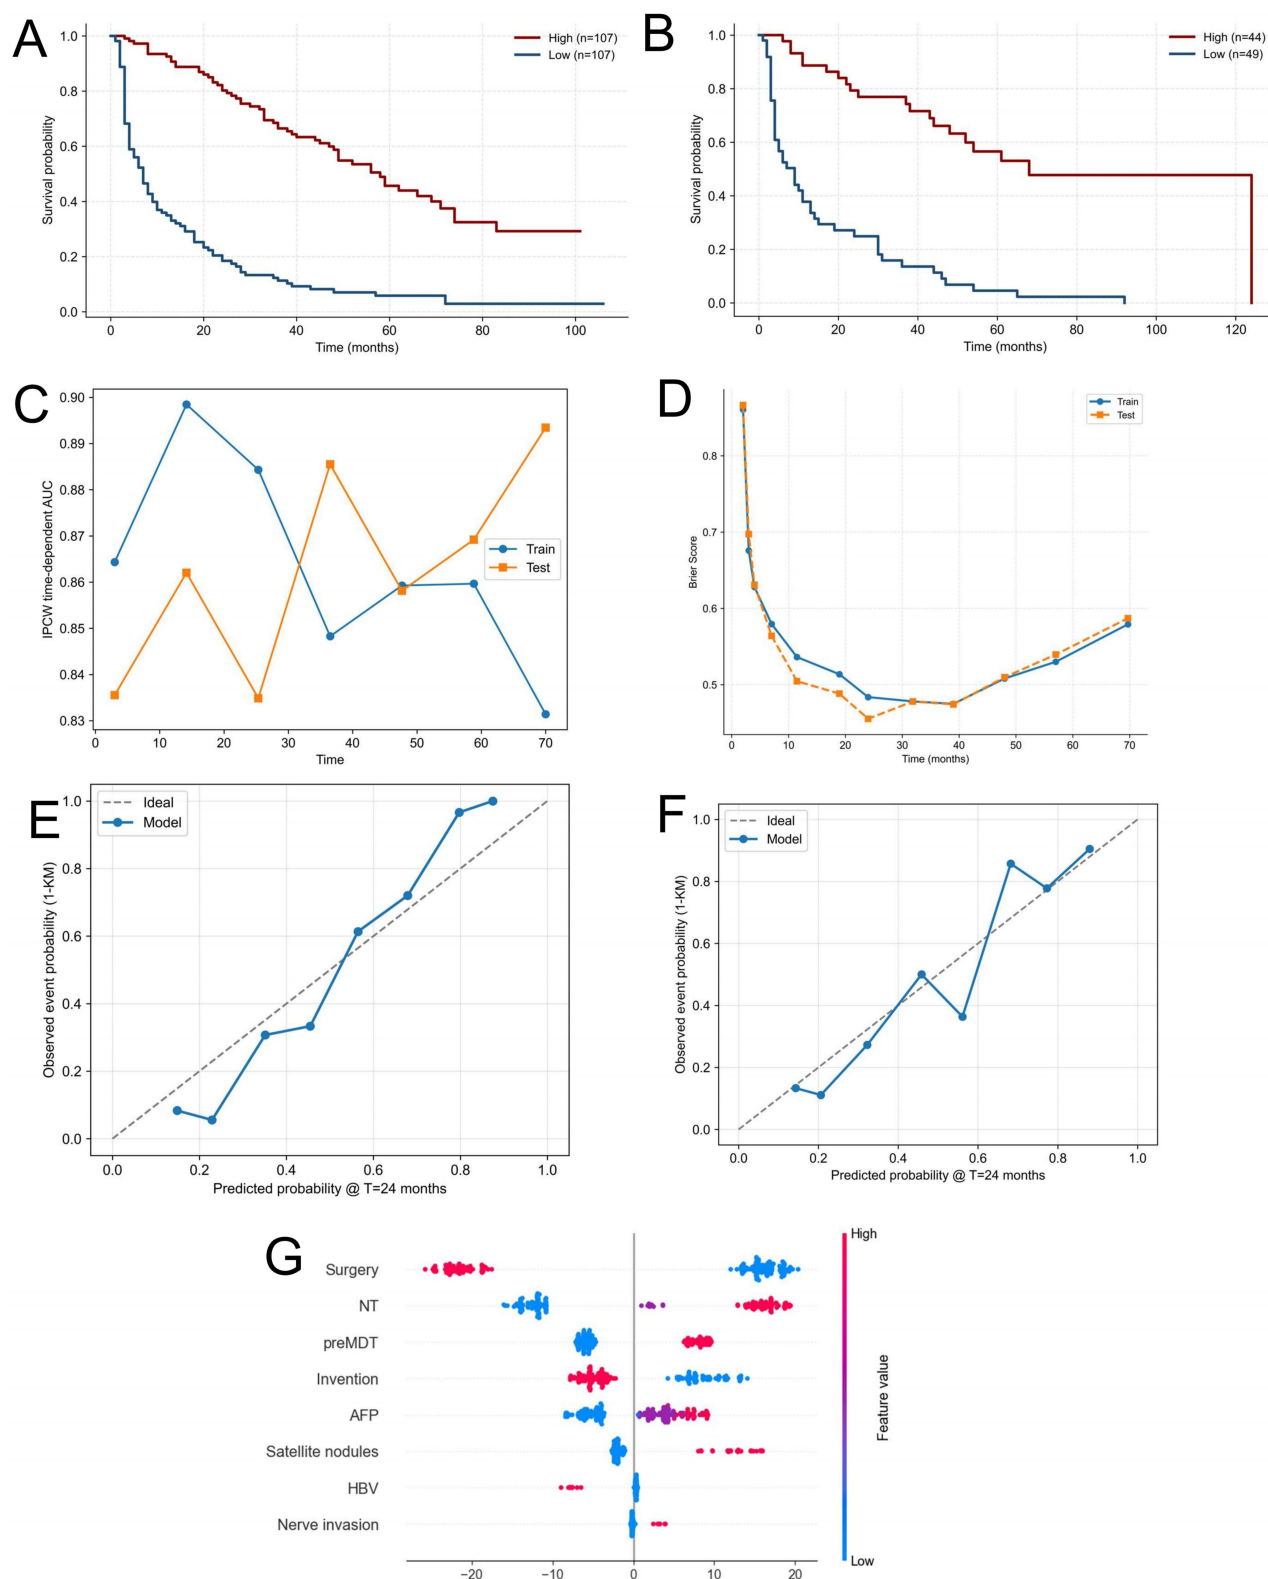 A
High (n=107)
Low (n=107)
Survival probability
1.0
0.8
0.6
0.4
0.2
0.0
0 20 40 60 80 100
Time (months)
B
High (n=44)
Low (n=49)
Survival probability
1.0
0.8
0.6
0.4
0.2
0.0
0 20 40 60 80 100 120
Time (months)
C
IPCW time-dependent AUC
0.90
0.89
0.88
0.87
0.86
0.85
0.84
0.83
Train
Test
0 10 20 30 40 50 60 70
Time
D
Train
Test
Brier Score
0.8
0.7
0.6
0.5
0 10 20 30 40 50 60 70
Time (months)
E
Ideal
Model
Observed event probability (1-KM)
1.0
0.8
0.6
0.4
0.2
0.0
0.0 0.2 0.4 0.6 0.8 1.0
Predicted probability @ T=24 months
F
Ideal
Model
Observed event probability (1-KM)
1.0
0.8
0.6
0.4
0.2
0.0
0.0 0.2 0.4 0.6 0.8 1.0
Predicted probability @ T=24 months
G
Surgery
NT
preMDT
Invention
AFP
Satellite nodules
HBV
Nerve invasion
−20 −10 0 10 20
High
Feature value
Low